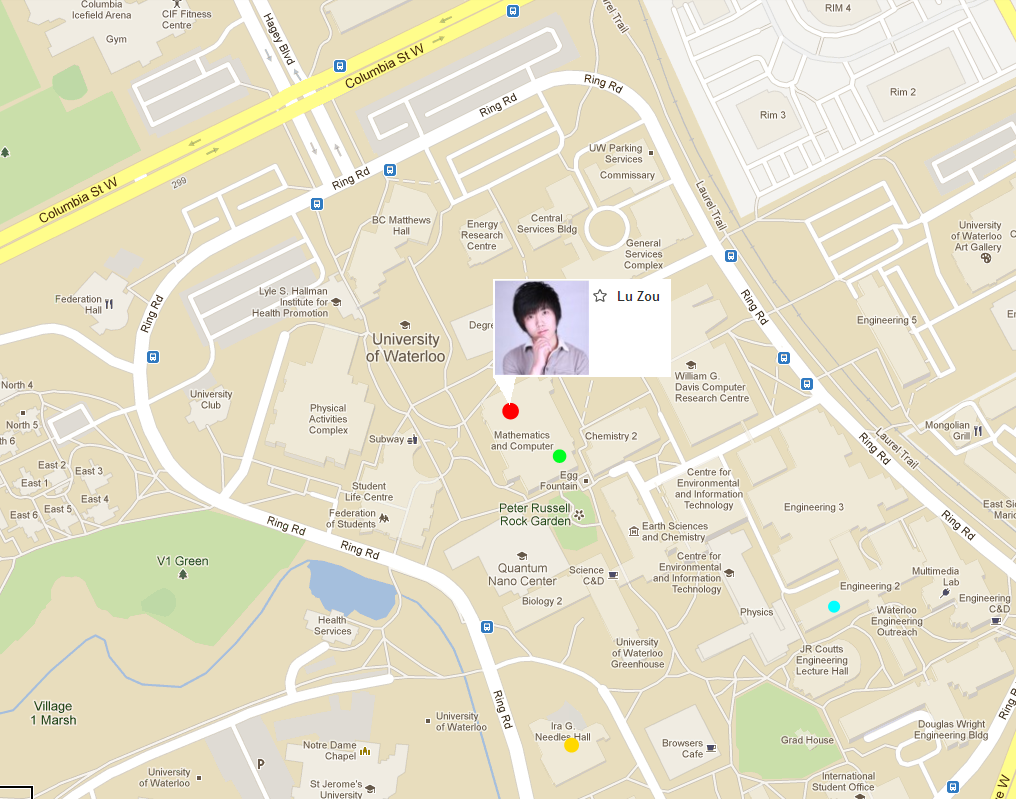 Columbia
Icefield Arena
Gym
CIF Fitness
Centre
Hagey Blvd
Columbia St W
Laurel Trail
RIM 4
Rim 2
Rim 3
Ring Rd
Ring Rd
UW Parking
Services
Commissary
Columbia St W
299
Ring Rd
Laurel Trail
BC Matthews
Hall
Energy
Research
Centre
Central
Services Bldg
General
Services
Complex
University
of Waterloo
Art Gallery
Lyle S. Hallman
Institute for
Health Promotion
Federation
Hall
Ring Rd
Lu Zou
Ring Rd
Engineering 5
Degre
University
of Waterloo
William G.
Davis Computer
Research Centre
North 4
North 5
h 6
University
Club
Physical
Activities
Complex
Subway
Mathematics
and Computer
Chemistry 2
Mongolian
Grill
Laurel Trail
Ring Rd
East 2
East 3
East 1
East 4
East 5
East 6
Student
Life Centre
Federation
of Students
Egg
Fountain
Peter Russell
Rock Garden
Centre for
Environmental
and Information
Technology
Engineering 3
East Si
Mario
Ring Rd
Ring Rd
Ring Rd
Earth Sciences
and Chemistry
V1 Green
Quantum
Nano Center
Science
C&D
Centre for
Environmental
and Information
Technology
Multimedia
Lab
Engineering 2
Engineering
C&D
Biology 2
Physics
Waterloo
Engineering
Outreach
Health
Services
University
of Waterloo
Greenhouse
JR Coutts
Engineering
Lecture Hall
Village
1 Marsh
Ring Rd
Ring R
University
of Waterloo
Ira G.
Needles Hall
Browsers
Cafe
Grad House
Douglas Wright
Engineering Bldg
Notre Dame
Chapel
P
University
of Waterloo
St Jerome's
University
International
Student Office
e W